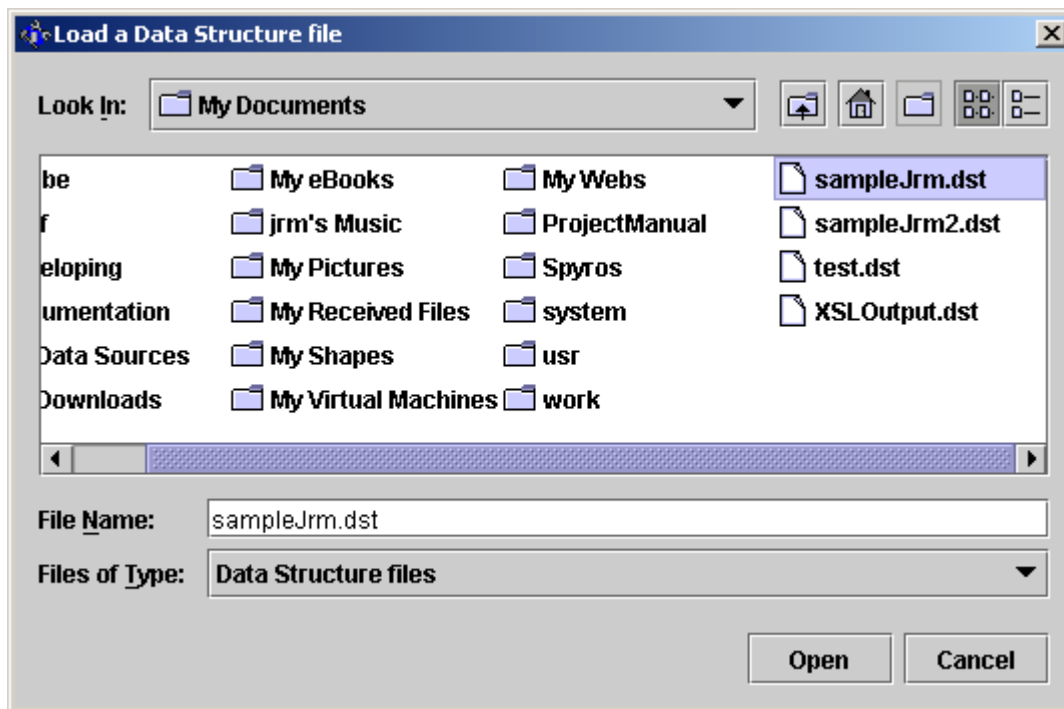 Load a Data Structure file
Look In: My Documents
be My eBooks My Webs sampleJrm.dst
f jrm's Music ProjectManual sampleJrm2.dst
eloping My Pictures Spyros test.dst
umentation My Received Files system XSLOutput.dst
Data Sources My Shapes usr
Downloads My Virtual Machines work
File Name: sampleJrm.dst
Files of Type: Data Structure files
Open Cancel